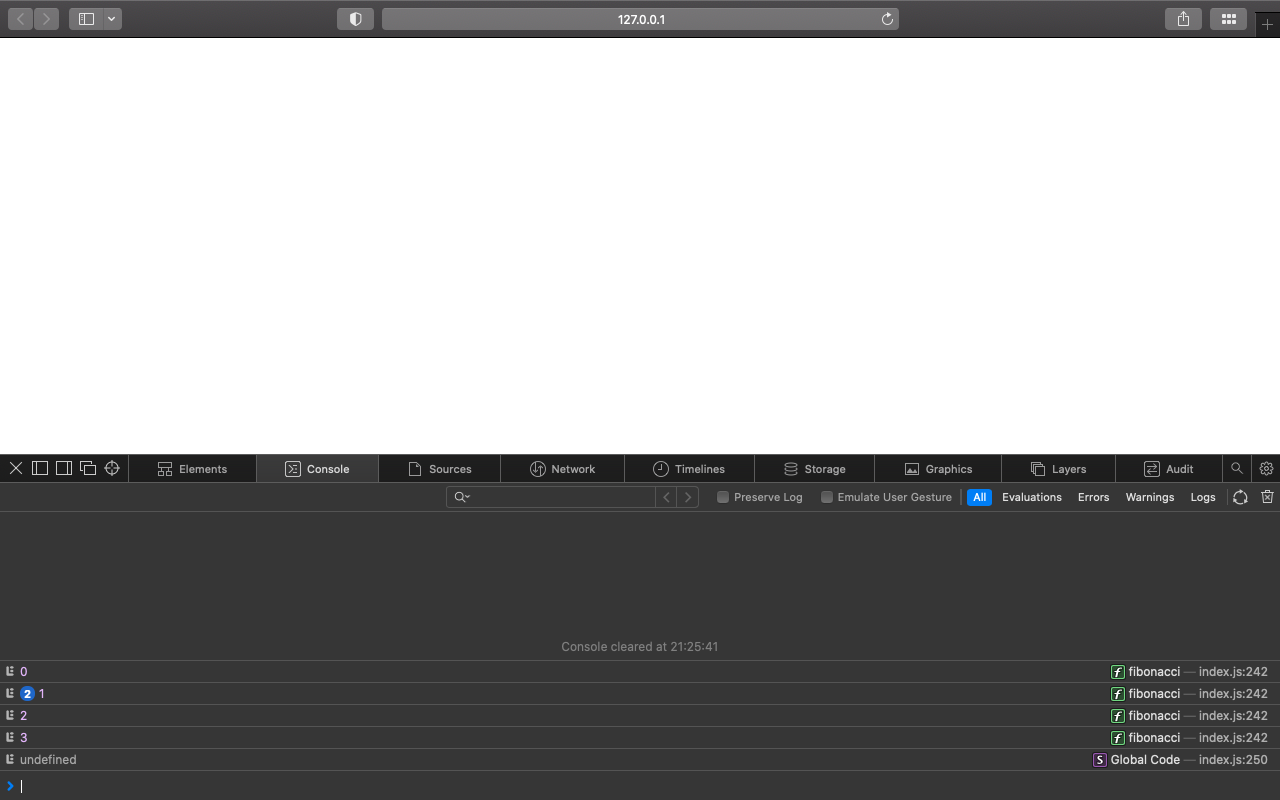 127.0.0.1
Elements Console Sources Network Timelines Storage Graphics Layers Audit
Preserve Log Emulate User Gesture All Evaluations Errors Warnings Logs
Console cleared at 21:25:41
0 f fibonacci — index.js:242
2 1 f fibonacci — index.js:242
2 f fibonacci — index.js:242
3 f fibonacci — index.js:242
undefined S Global Code — index.js:250